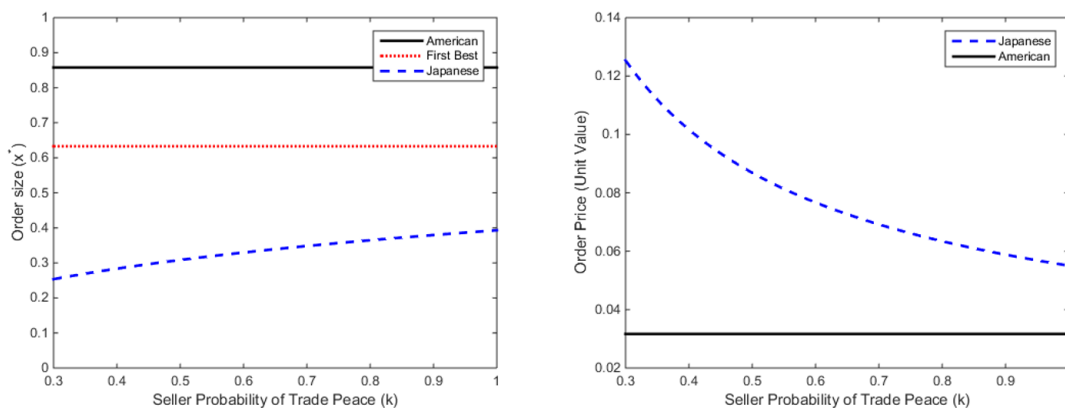 1
0.9
0.8
0.7
0.6
0.5
0.4
0.3
0.2
0.1
0
Order size (x*)
American
First Best
Japanese
0.3 0.4 0.5 0.6 0.7 0.8 0.9 1
Seller Probability of Trade Peace (k)
0.14
0.12
0.1
0.08
0.06
0.04
0.02
Order Price (Unit Value)
Japanese
American
0.3 0.4 0.5 0.6 0.7 0.8 0.9
Seller Probability of Trade Peace (k)